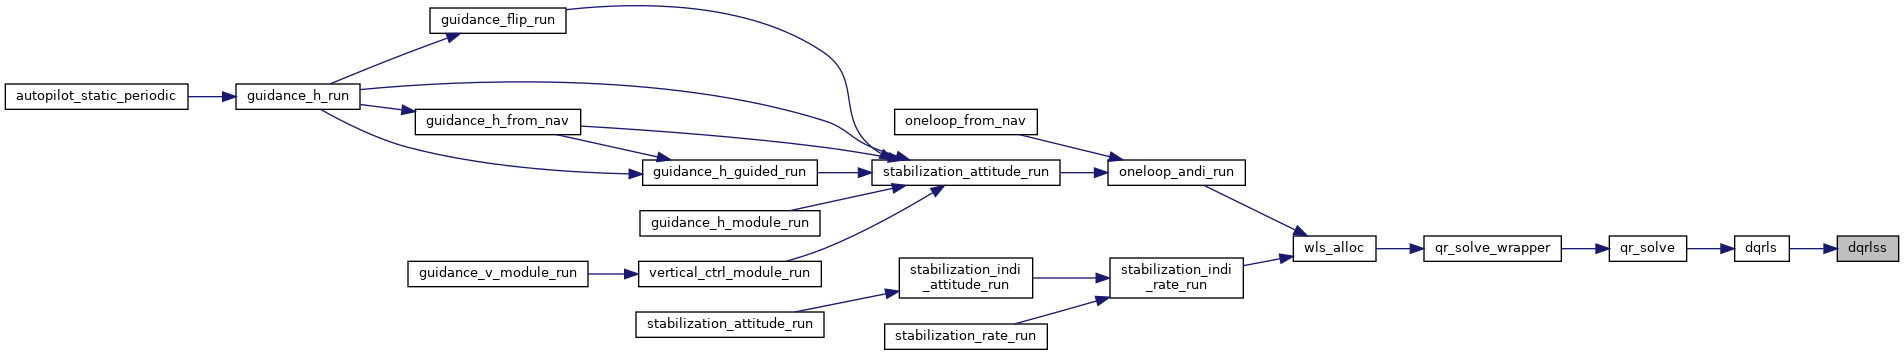 guidance_flip_run
autopilot_static_periodic
guidance_h_run
guidance_h_from_nav
oneloop_from_nav
guidance_h_guided_run
stabilization_attitude_run
oneloop_andi_run
guidance_h_module_run
wls_alloc
qr_solve_wrapper
qr_solve
dqrls
dqrlss
guidance_v_module_run
vertical_ctrl_module_run
stabilization_indi
_attitude_run
stabilization_indi
_rate_run
stabilization_attitude_run
stabilization_rate_run